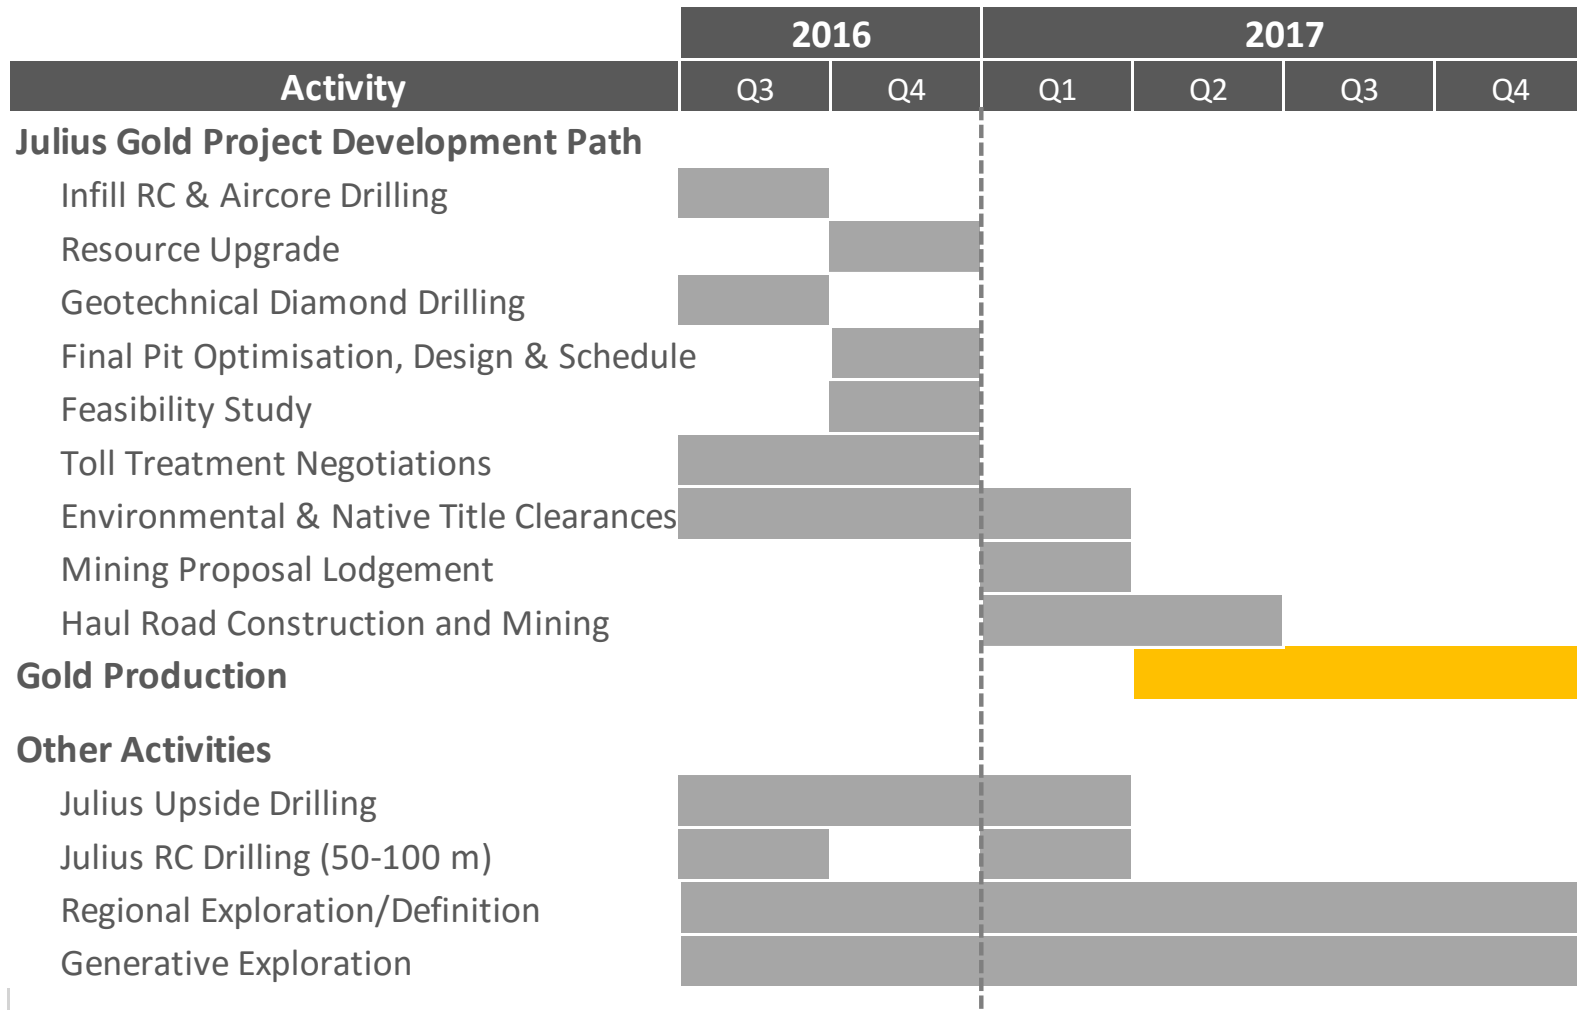 2016 2017
Activity Q3 Q4 Q1 Q2 Q3 Q4
Julius Gold Project Development Path
Infill RC & Aircore Drilling
Resource Upgrade
Geotechnical Diamond Drilling
Final Pit Optimisation, Design & Schedule
Feasibility Study
Toll Treatment Negotiations
Environmental & Native Title Clearances
Mining Proposal Lodgement
Haul Road Construction and Mining
Gold Production
Other Activities
Julius Upside Drilling
Julius RC Drilling (50-100 m)
Regional Exploration/Definition
Generative Exploration